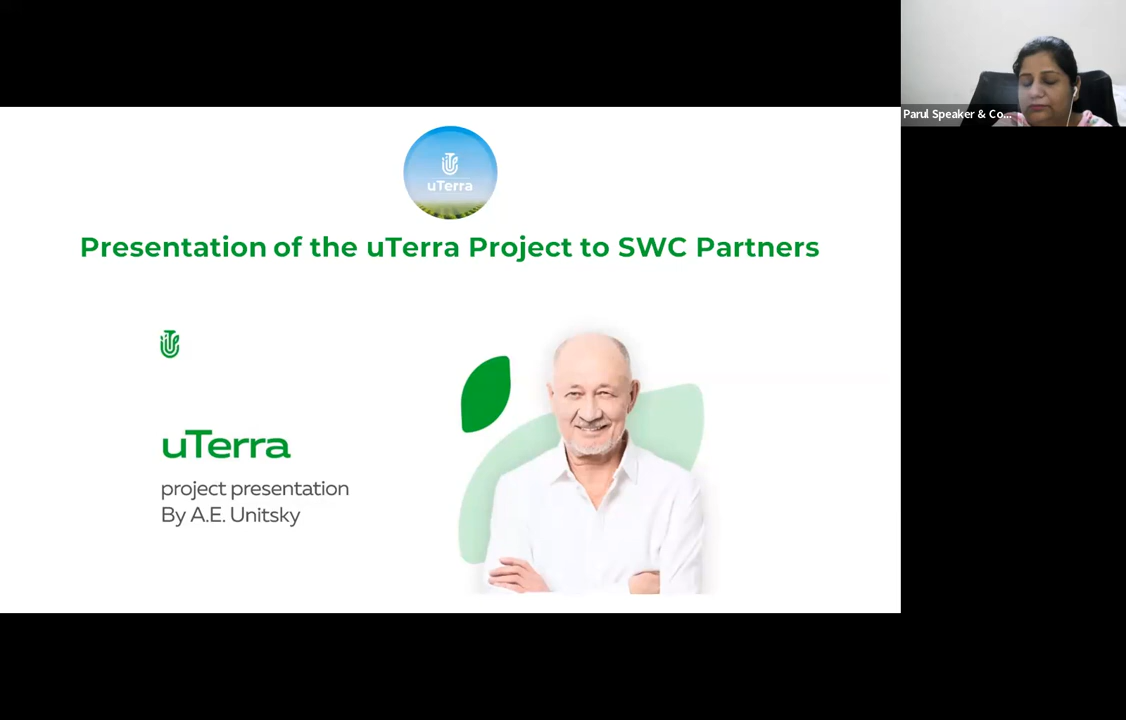 uTerra
Presentation of the uTerra Project to SWC Partners
uTerra
project presentation
By A.E. Unitsky
Parul Speaker & Co...